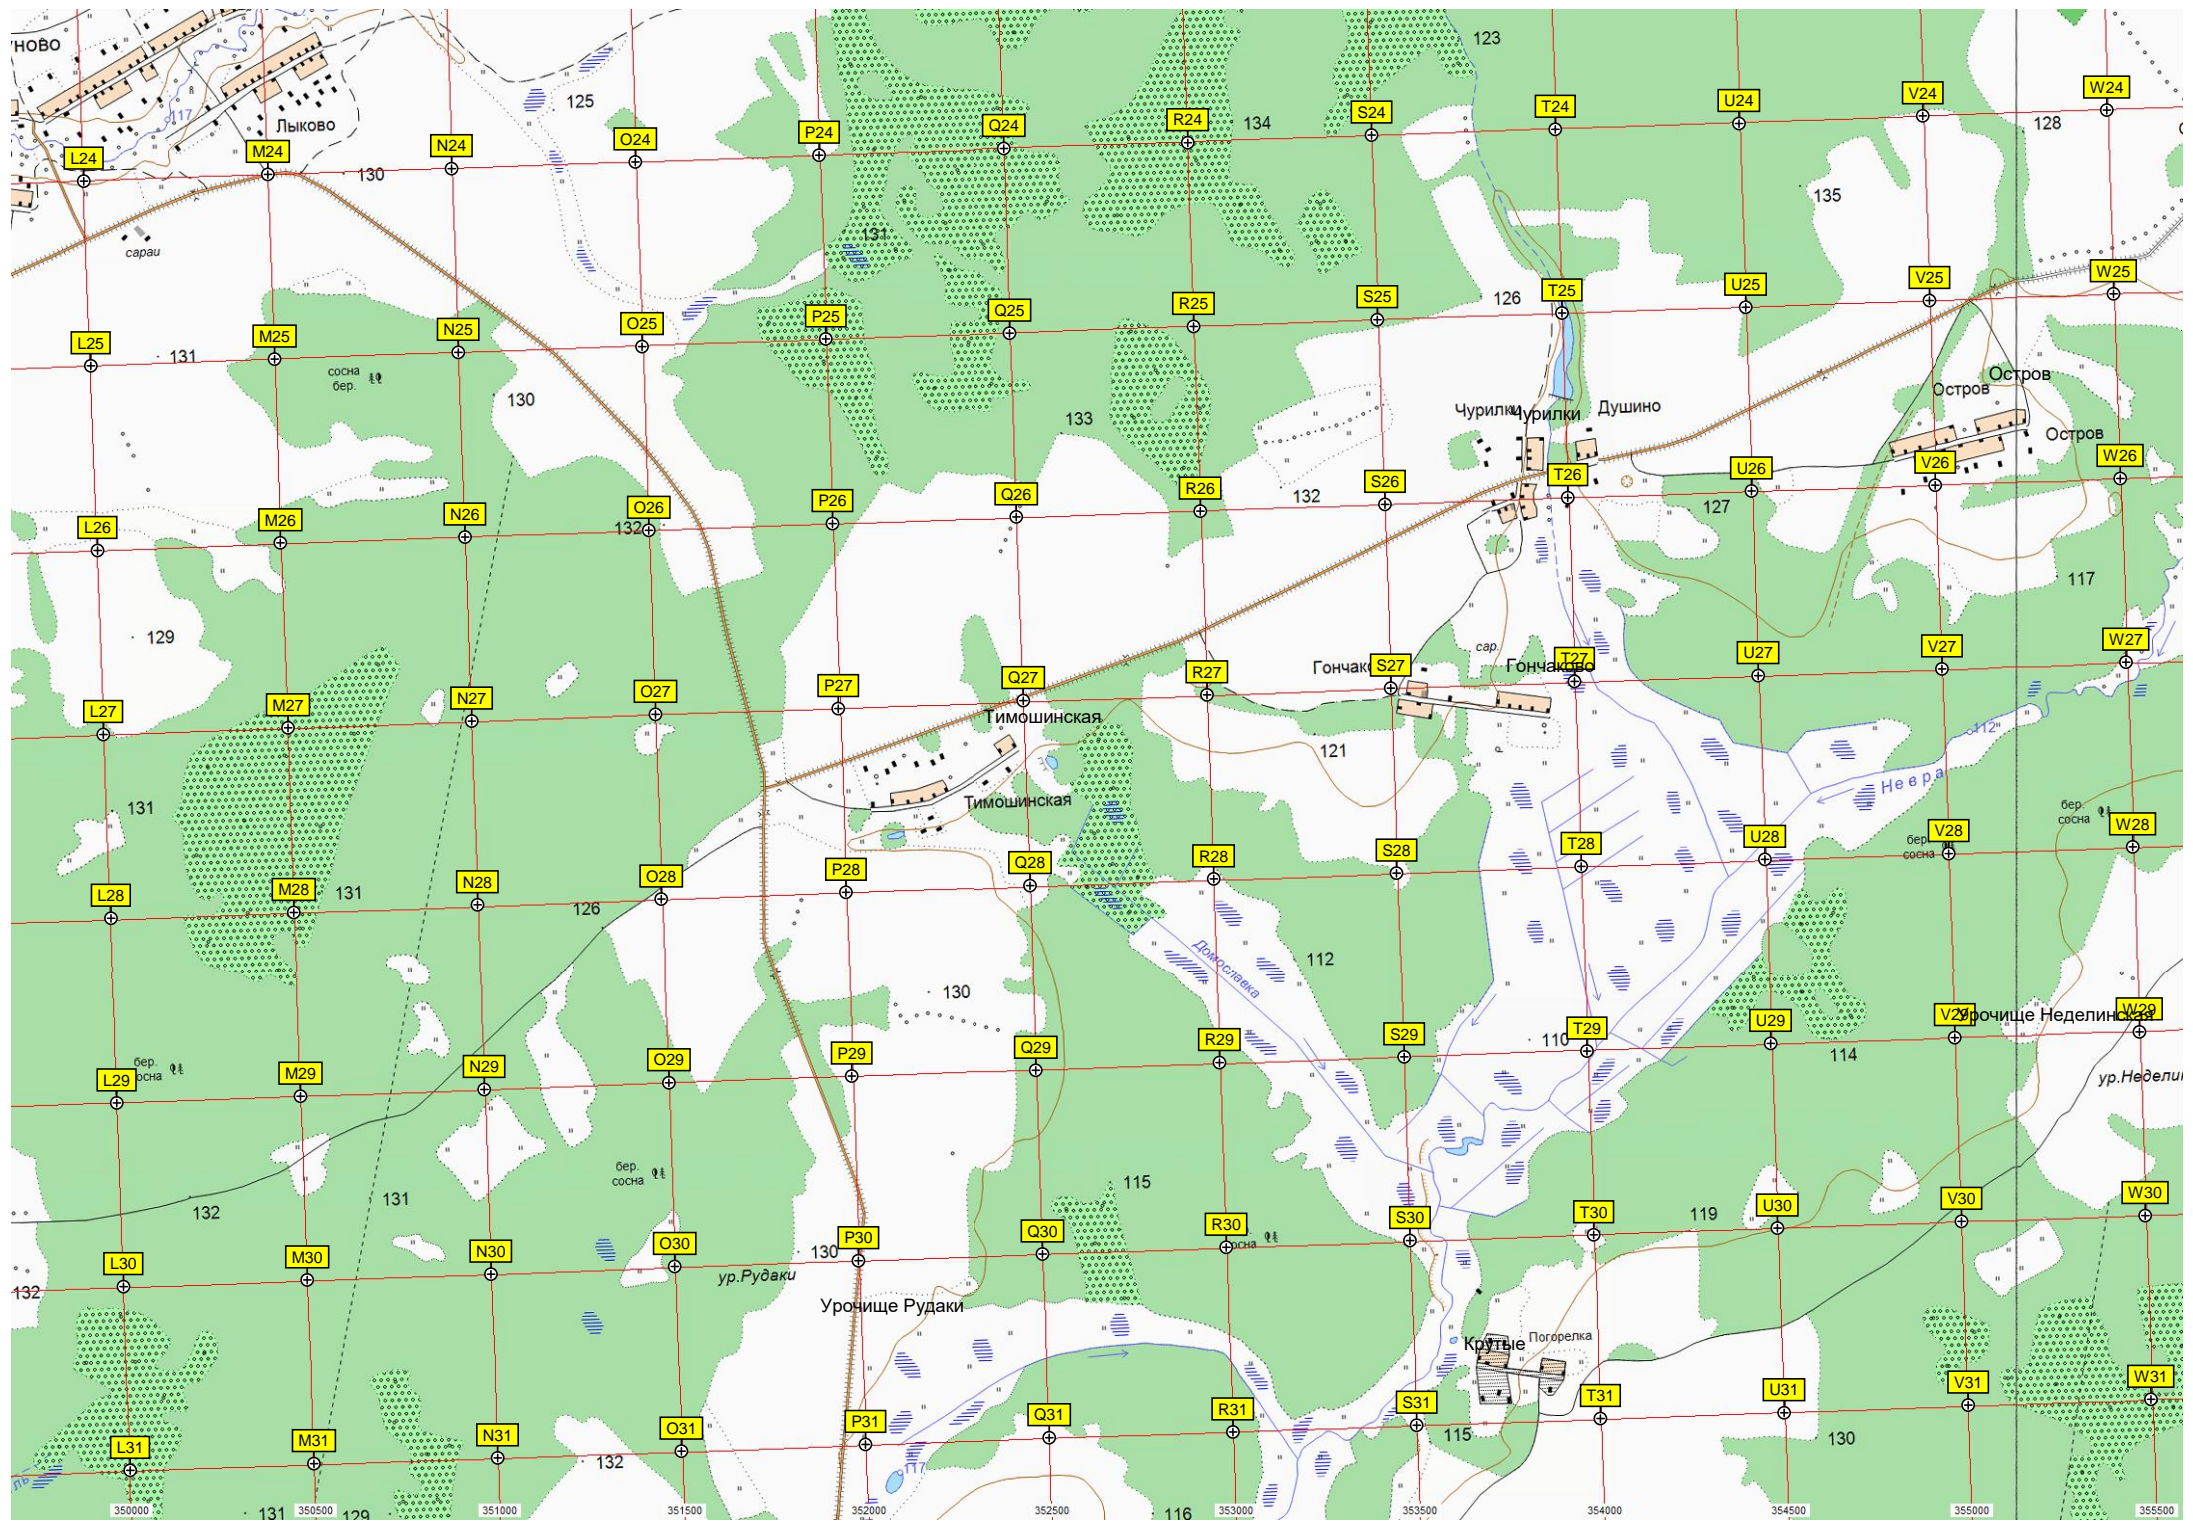 123
125
117
Лыково
L24
M24
N24
O24
P24
Q24
R24
S24
T24
U24
V24
W24
134
128
130
135
131
сараи
L25
M25
N25
O25
P25
Q25
R25
S25
T25
U25
V25
W25
126
131
сосна
бер.
130
133
Чурилки
Чурилки
Душино
Остров
Остров
Остров
L26
M26
N26
O26
P26
Q26
R26
S26
T26
U26
V26
W26
132
132
127
117
129
сар.
L27
M27
N27
O27
P27
Q27
R27
S27
T27
U27
V27
W27
Гончаково
Тимошинская
121
112
Невра
131
Тимошинская
бер.
сосна
бер.
сосна
L28
M28
N28
O28
P28
Q28
R28
S28
T28
U28
V28
W28
131
126
Домославка
112
130
L29
M29
N29
O29
P29
Q29
R29
S29
T29
U29
V29
W29
Урочище Неделинская
110
114
бер.
115
бер.
сосна
131
132
119
L30
M30
N30
O30
P30
Q30
R30
S30
T30
U30
V30
W30
130
ур.Рудаки
132
Урочище Рудаки
Крутые
Погорелка
L31
M31
N31
O31
P31
Q31
R31
S31
T31
U31
V31
W31
115
130
132
117
131
129
116
350000
350500
351000
351500
352000
352500
353000
353500
354000
354500
355000
355500